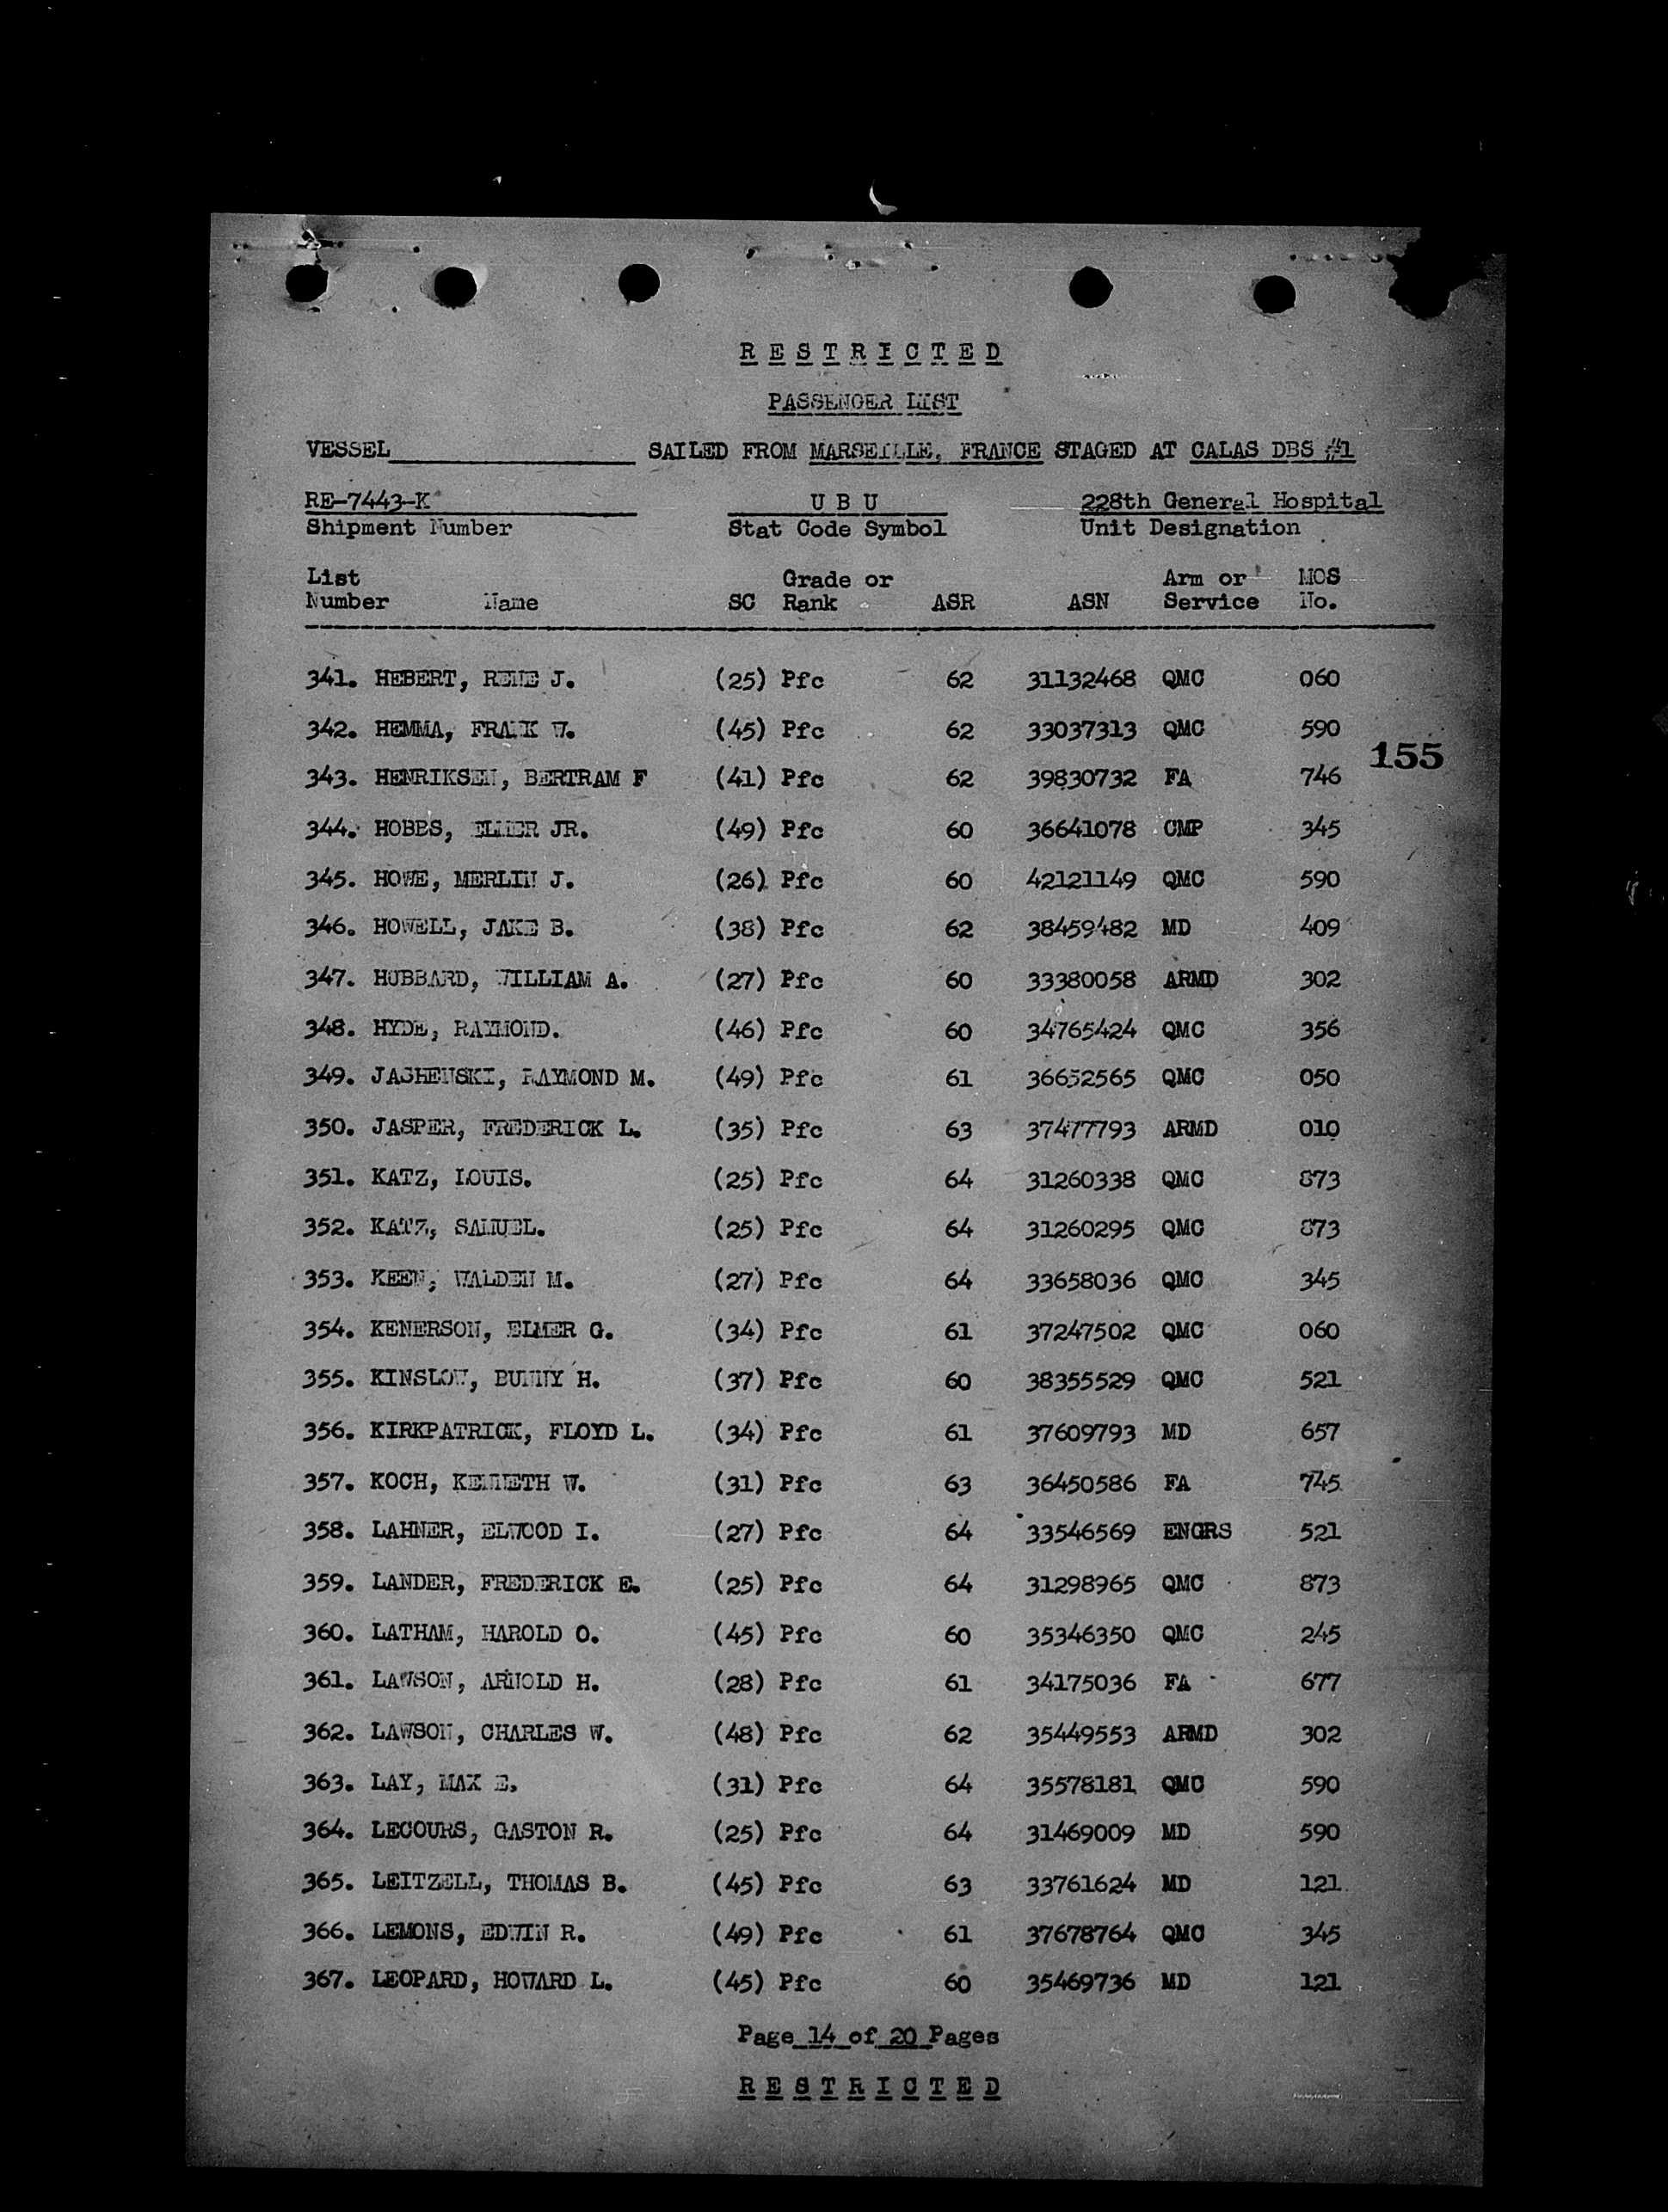 RESTRICTED
PASSENGER LIST
VESSEL SAILED FROM MARSEILLE, FRANCE STAGED AT CALAS DBS #1
RE-7443-K U B U 228th General Hospital
Shipment Number Stat Code Symbol Unit Designation
List Grade or Arm or MOS
Number Name SC Rank ASR ASN Service No.
341. HEBERT, RENE J. (25) Pfc 62 31132468 QMC 060
342. HEMMA, FRANK W. (45) Pfc 62 33037313 QMC 590
155
343. HENRIKSEN, BERTRAM F (41) Pfc 62 39830732 FA 746
344. HOBBS, ELMER JR. (49) Pfc 60 36641078 CMP 345
345. HOWE, MERLIN J. (26) Pfc 60 42121149 QMC 590
346. HOWELL, JAKE B. (38) Pfc 62 38459482 MD 409
347. HUBBARD, WILLIAM A. (27) Pfc 60 33380058 ARMD 302
348. HYDE, RAYMOND. (46) Pfc 60 34765424 QMC 356
349. RAYMOND M. (49) Pfc 61 36652565 QMC 050
350. JASPER, FREDERICK L. (35) Pfc 63 37477793 ARMD 010
351. KATZ, LOUIS. (25) Pfc 64 31260338 QMC 873
352. KATZ, SAMUEL. (25) Pfc 64 31260295 QMC 873
353. KEEN, WALDEN M. (27) Pfc 64 33658036 QMC 345
354. KENERSON, ELMER G. (34) Pfc 61 37247502 QMC 060
355. KINSLOW, BUNNY H. (37) Pfc 60 38355529 QMC 521
356. KIRKPATRICK, FLOYD L. (34) Pfc 61 37609793 MD 657
357. KOCH, KENNETH W. (31) Pfc 63 36450586 FA 745
358. LAHNER, ELWOOD I. (27) Pfc 64 33546569 ENGRS 521
359. LANDER, FREDERICK E. (25) Pfc 64 31298965 QMC 873
360. LATHAM, HAROLD O. (45) Pfc 60 35346350 QMC 245
361. LAWSON, ARNOLD H. (28) Pfc 61 34175036 FA 677
362. LAWSON, CHARLES W. (48) Pfc 62 35449553 ARMD 302
363. LAY, MAX E. (31) Pfc 64 35578181 QMC 590
364. LECOURS, GASTON R. (25) Pfc 64 31469009 MD 590
365. LEITZELL, THOMAS B. (45) Pfc 63 33761624 MD 121
366. LEMONS, EDWIN R. (49) Pfc 61 37678764 QMC 345
367. LEOPARD, HOWARD L. (45) Pfc 60 35469736 MD 121
Page 14 of 20 Pages
RESTRICTED